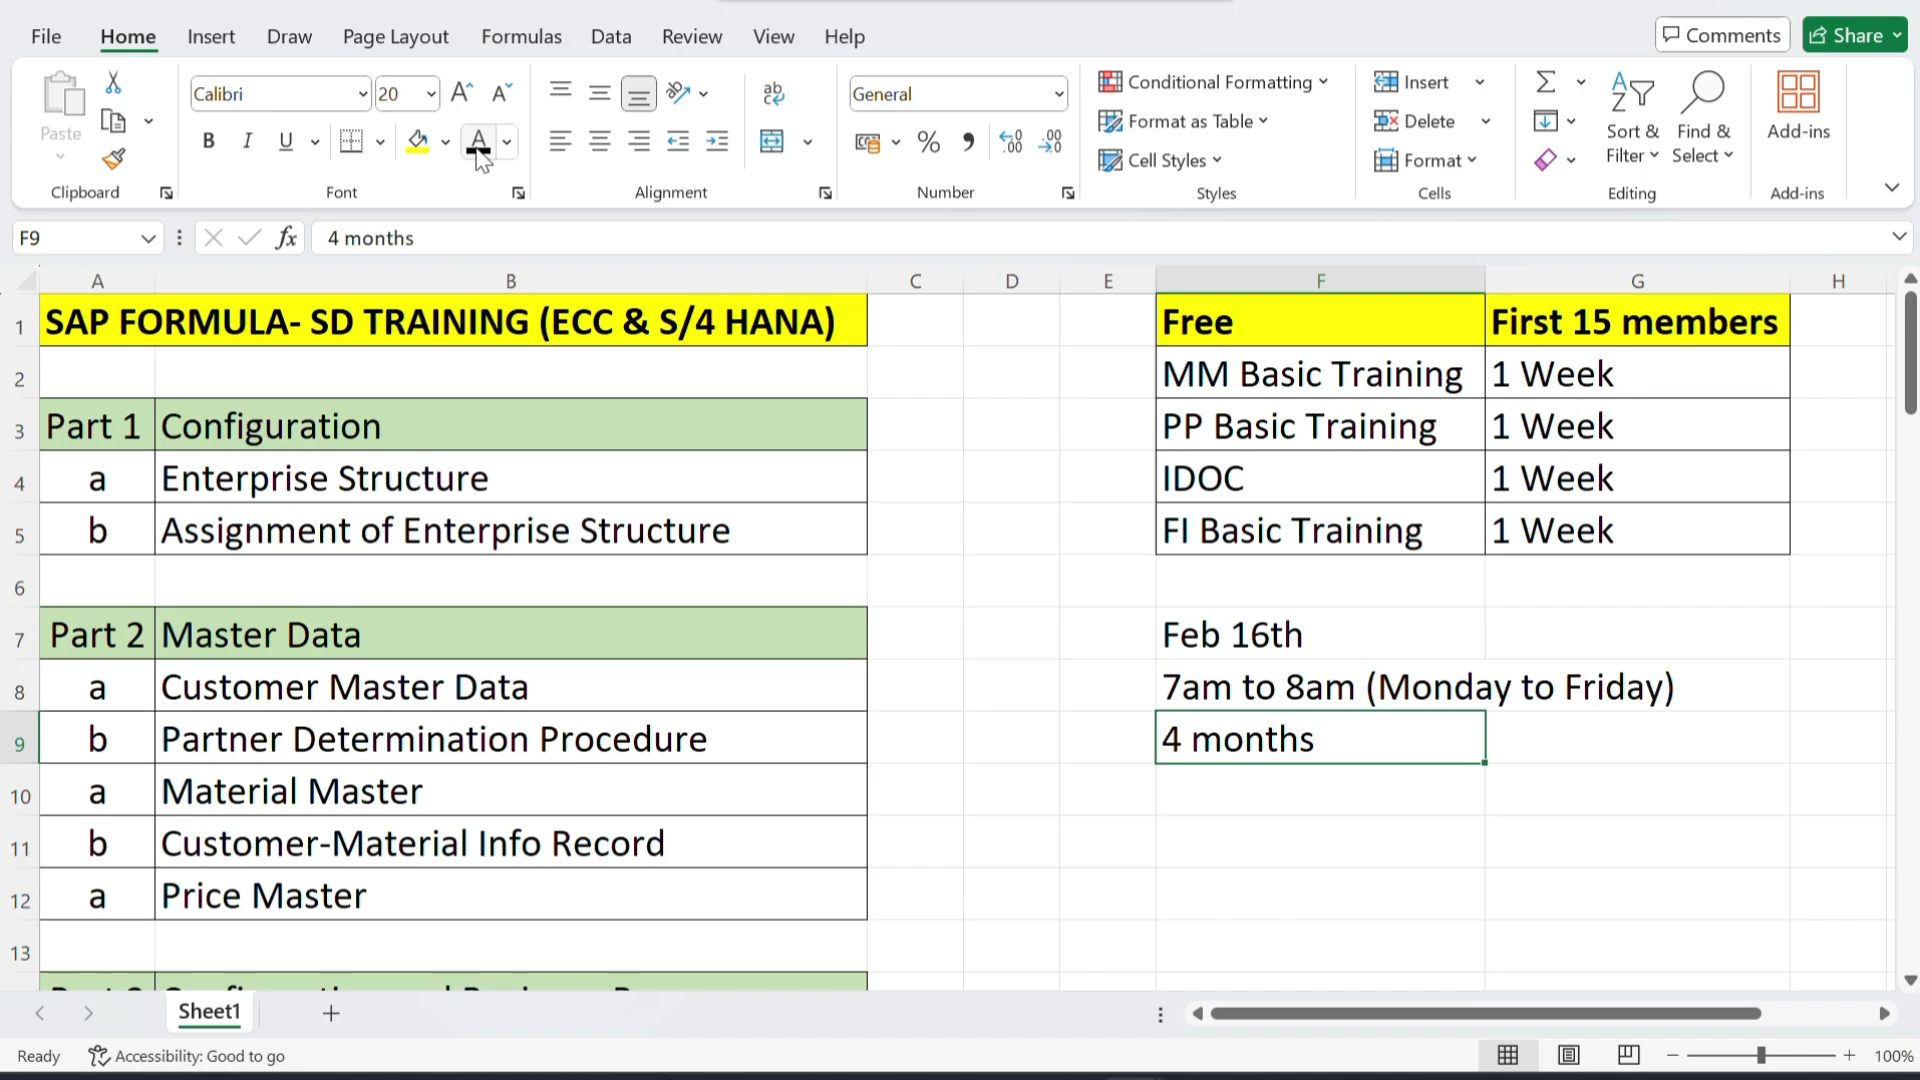 File Home Insert Draw Page Layout Formulas Data Review View Help Comments Share
Paste
Clipboard
Calibri 20
B I U
Font
Alignment
General
Number
Conditional Formatting
Format as Table
Cell Styles
Styles
Insert
Delete
Format
Cells
Sort & Filter
Find & Select
Editing
Add-ins
Add-ins
F9 fx 4 months
A B C D E F G H
1 SAP FORMULA- SD TRAINING (ECC & S/4 HANA) Free First 15 members
2 MM Basic Training 1 Week
3 Part 1 Configuration PP Basic Training 1 Week
4 a Enterprise Structure IDOC 1 Week
5 b Assignment of Enterprise Structure FI Basic Training 1 Week
6
7 Part 2 Master Data Feb 16th
8 a Customer Master Data 7am to 8am (Monday to Friday)
9 b Partner Determination Procedure 4 months
10 a Material Master
11 b Customer-Material Info Record
12 a Price Master
13
Sheet1
Ready Accessibility: Good to go 100%